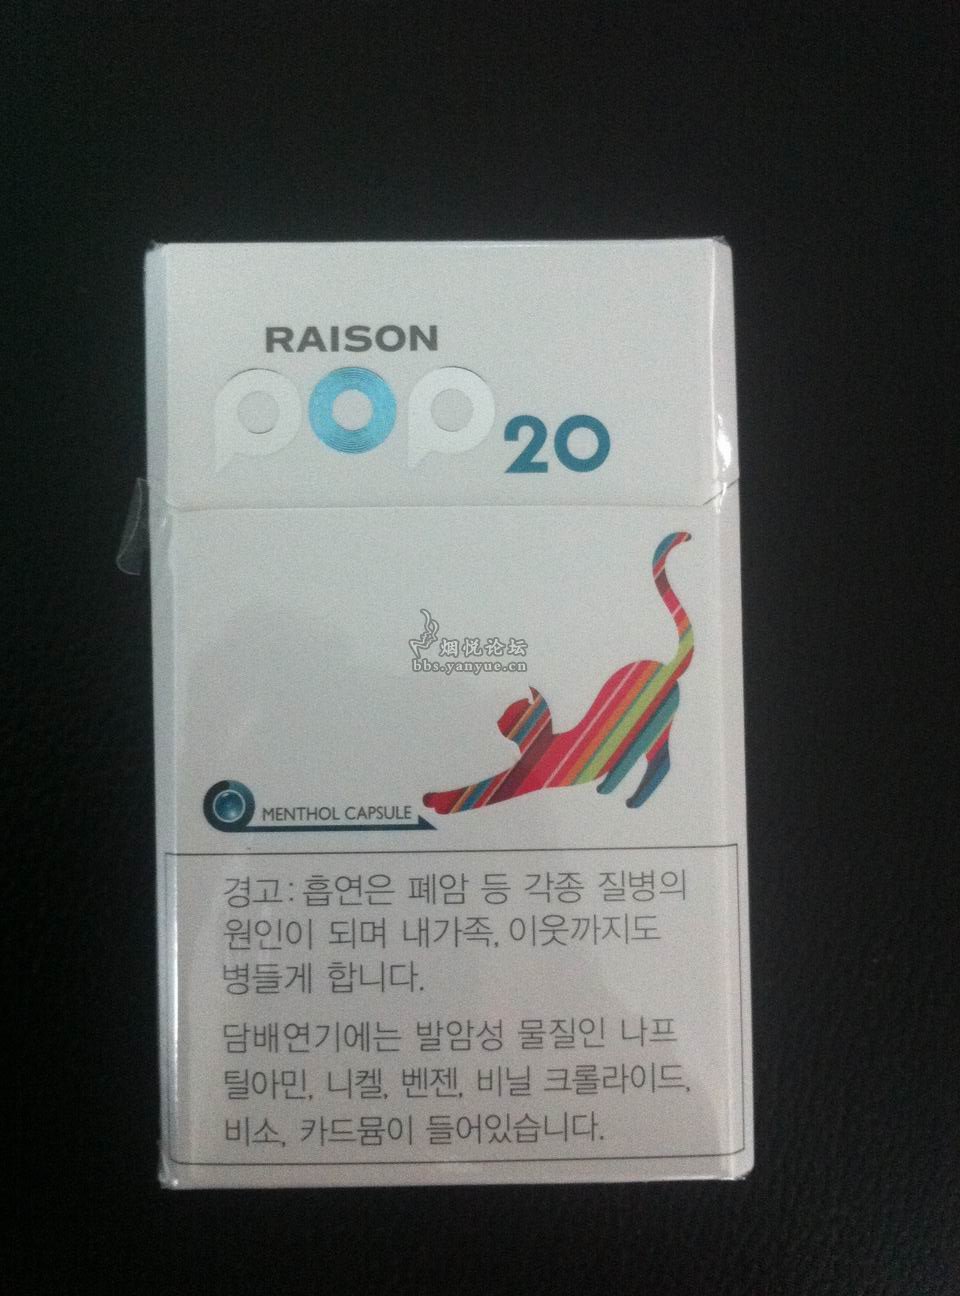 RAISON
POP 20
烟悦论坛
bbs.yanyue.cn
MENTHOL CAPSULE
경고: 흡연은 폐암 등 각종 질병의
원인이 되며 내가족, 이웃까지도
병들게 합니다.
담배연기에는 발암성 물질인 나프
틸아민, 니켈, 벤젠, 비닐 크롤라이드,
비소, 카드뮴이 들어있습니다.